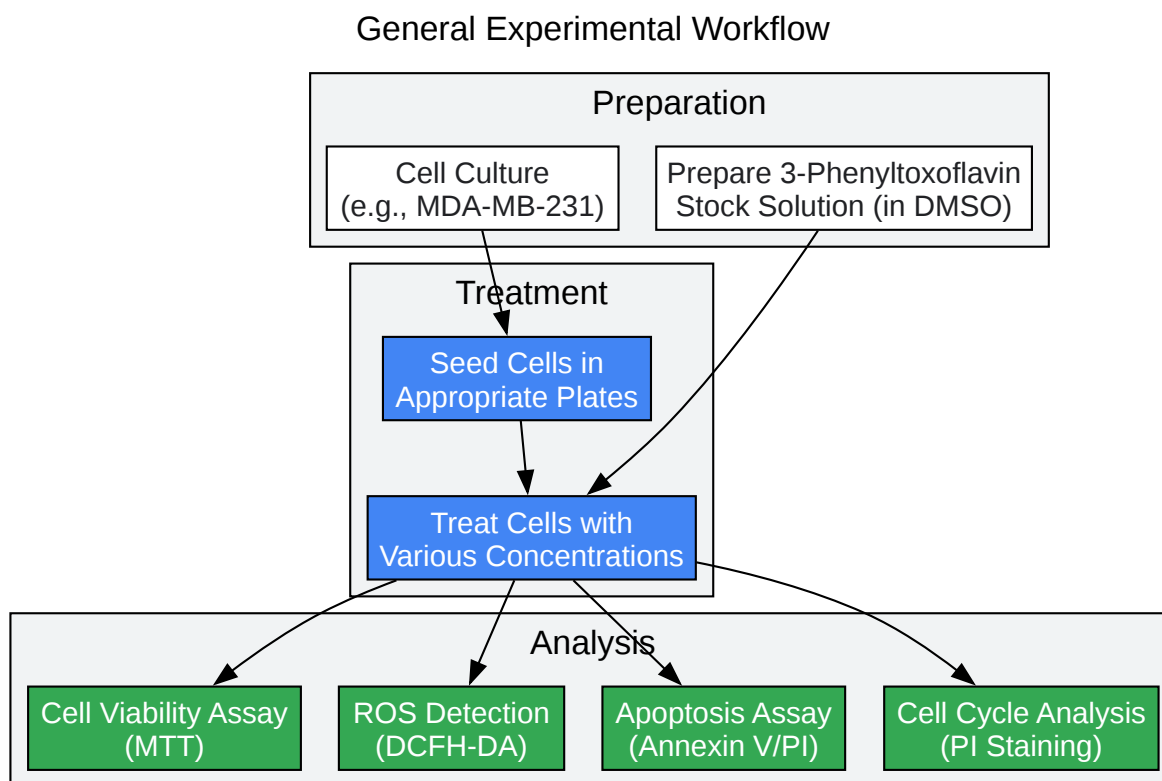 General Experimental Workflow
Preparation
Cell Culture
(e.g., MDA-MB-231)
Prepare 3-Phenyltoxoflavin
Stock Solution (in DMSO)
Treatment
Seed Cells in
Appropriate Plates
Treat Cells with
Various Concentrations
Analysis
Cell Viability Assay
(MTT)
ROS Detection
(DCFH-DA)
Apoptosis Assay
(Annexin V/PI)
Cell Cycle Analysis
(PI Staining)